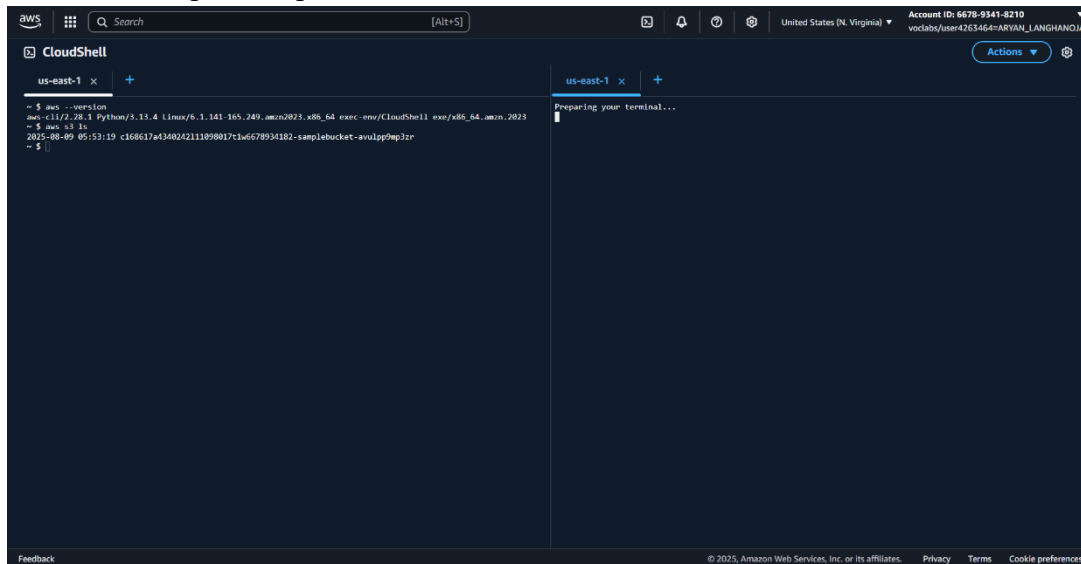 aws
Search
[Alt+S]
United States (N. Virginia)
Account ID: 6678-9341-8210
voclabs/user4263464=ARYAN_LANGHANOJA
CloudShell
Actions
us-east-1
~ $ aws --version
aws-cli/2.28.1 Python/3.13.4 Linux/6.1.141-165.249.amzn2023.x86_64 exec-env/CloudShell exe/x86_64.amzn.2023
~ $ aws s3 ls
2025-08-09 05:53:19 c168617a4340242111098017t1w6678934182-samplebucket-avulpp9mp3zr
~ $
us-east-1
Preparing your terminal...
Feedback
© 2025, Amazon Web Services, Inc. or its affiliates.
Privacy
Terms
Cookie preferences